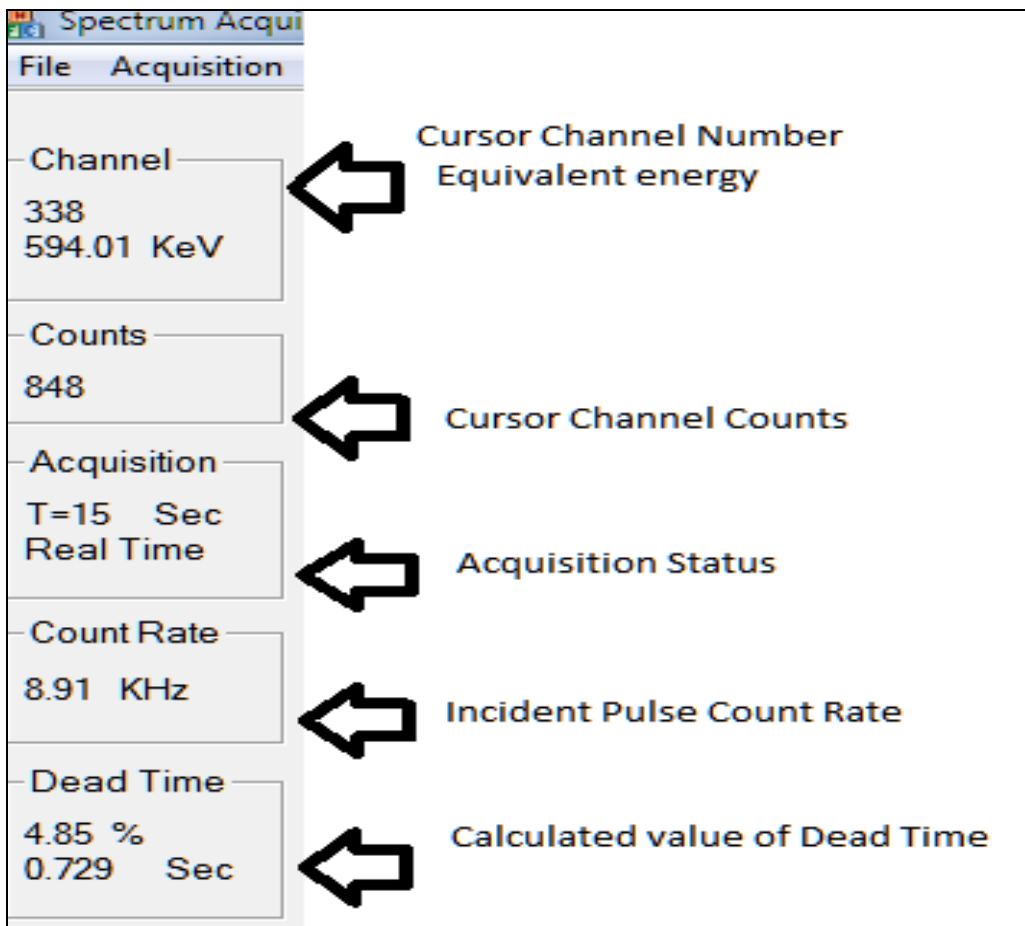 Spectrum Acqui
File Acquisition
Channel
338
594.01 KeV
Cursor Channel Number
Equivalent energy
Counts
848
Cursor Channel Counts
Acquisition
T=15 Sec
Real Time
Acquisition Status
Count Rate
8.91 KHz
Incident Pulse Count Rate
Dead Time
4.85 %
0.729 Sec
Calculated value of Dead Time